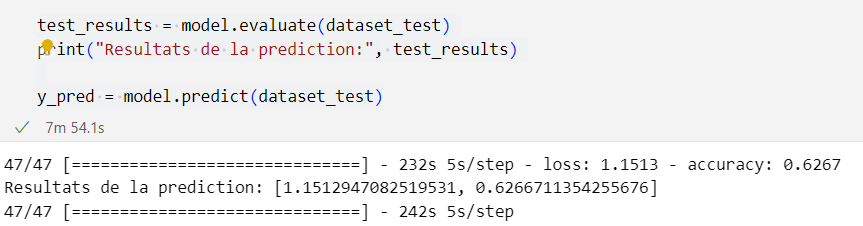 test_results = model.evaluate(dataset_test)
print("Resultats de la prediction:", test_results)
y_pred = model.predict(dataset_test)
7m 54.1s
47/47 [==============================] - 232s 5s/step - loss: 1.1513 - accuracy: 0.6267
Resultats de la prediction: [1.1512947082519531, 0.6266711354255676]
47/47 [==============================] - 242s 5s/step